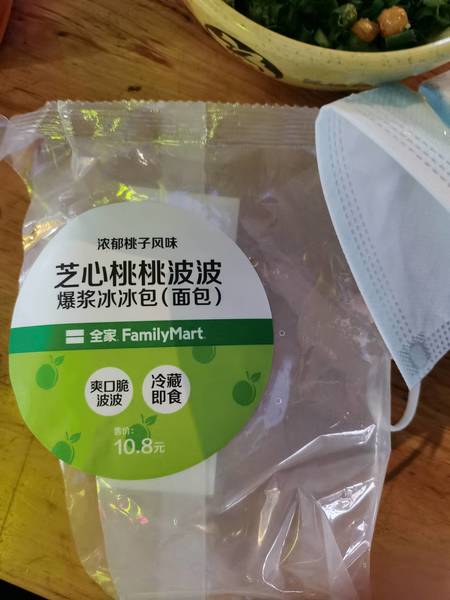 浓郁桃子风味
芝心桃桃波波
爆浆冰冰包(面包)
全家 FamilyMart
爽口脆
波波
冷藏
即食
售价:
10.8元